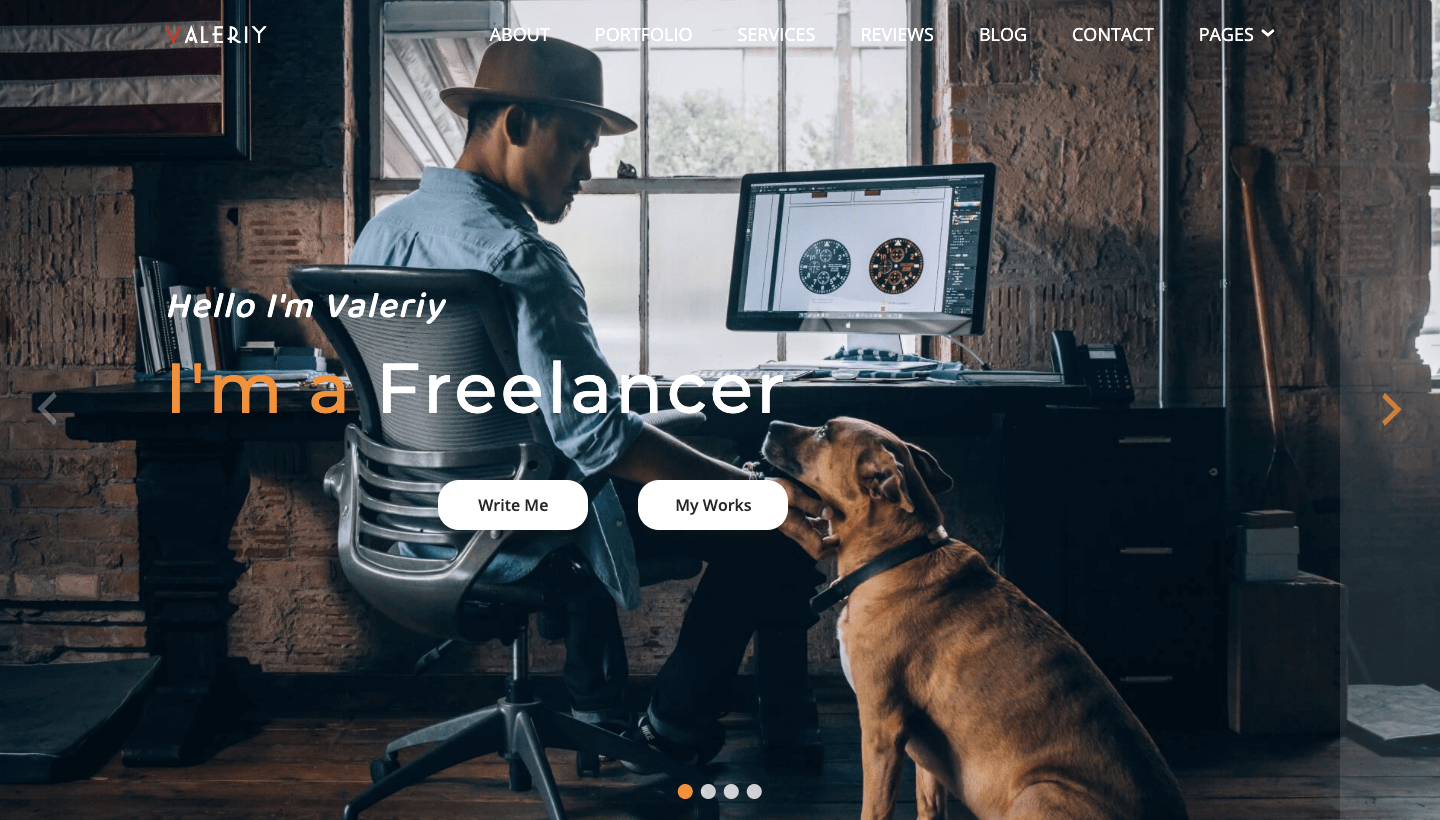 VALERIY ABOUT PORTFOLIO SERVICES REVIEWS BLOG CONTACT PAGES
Hello I'm Valeriy
I'm a Freelancer
Write Me My Works